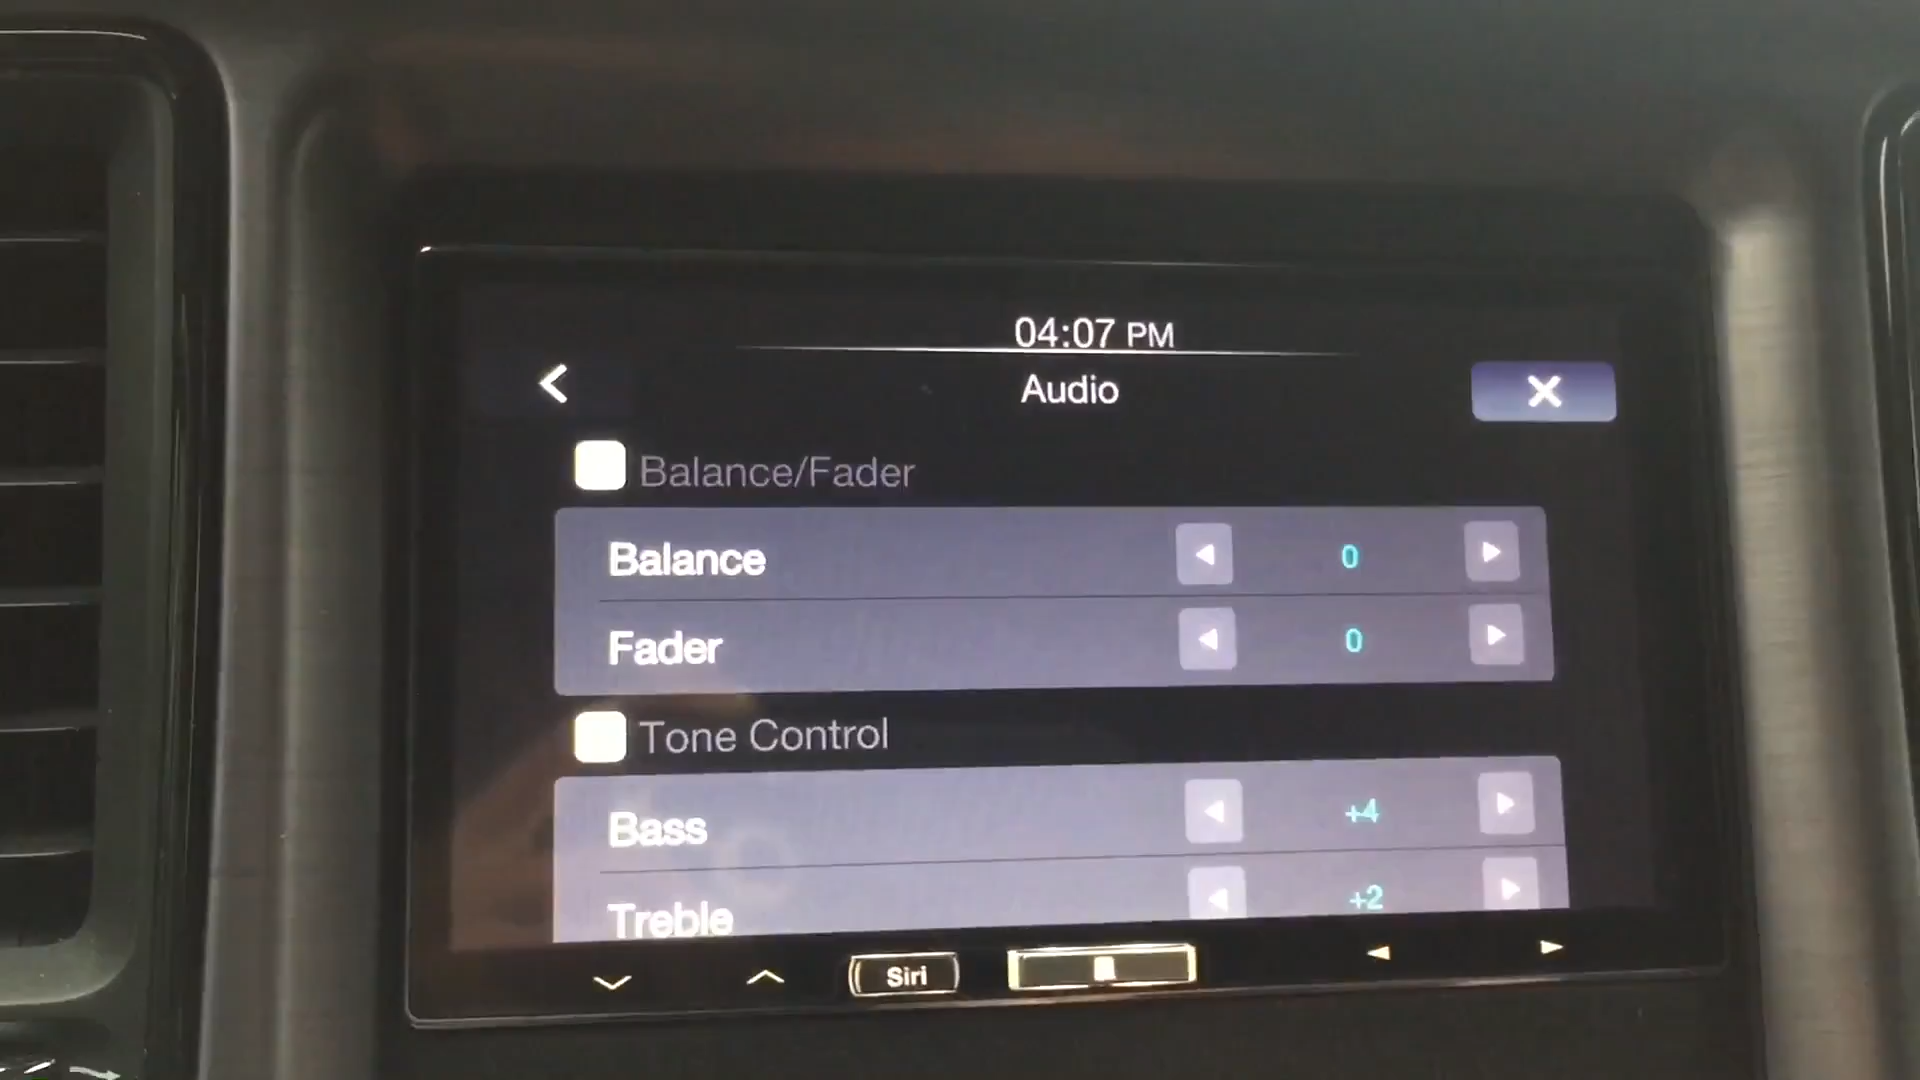 04:07 PM
Audio
Balance/Fader
Balance 0
Fader 0
Tone Control
Bass +4
Treble +2
Siri